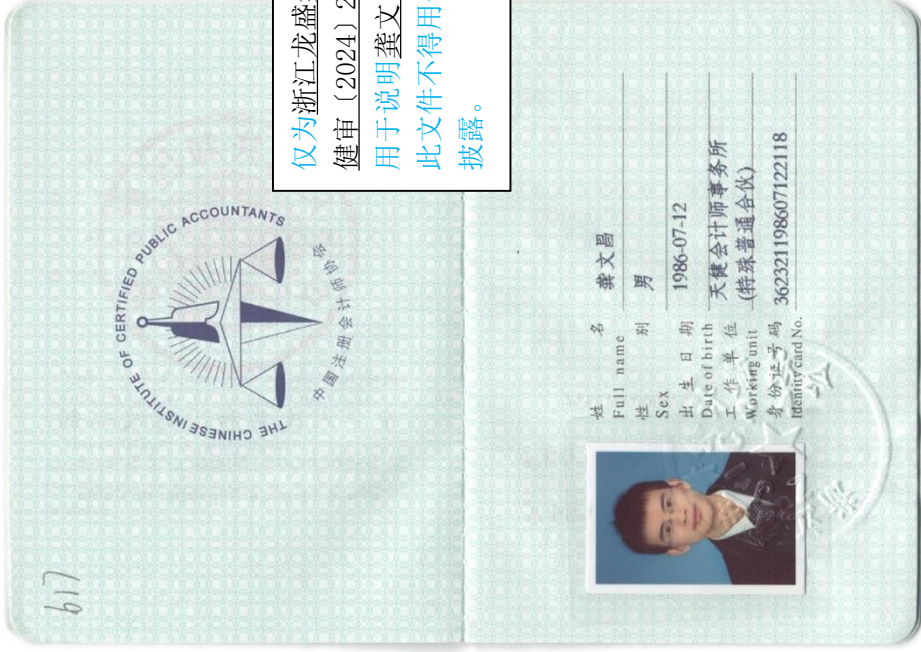 THE CHINESE INSTITUTE OF CERTIFIED PUBLIC ACCOUNTANTS
中国注册会计师协会
仅为浙江龙盛
健审〔2024〕2
用于说明龚文
此文件不得用
披露。
姓名 龚文昌
Full name
性别 男
Sex
出生日期 1986-07-12
Date of birth
工作单位 天健会计师事务所
Working unit (特殊普通合伙)
身份证号码 362321198607122118
Identity card No.